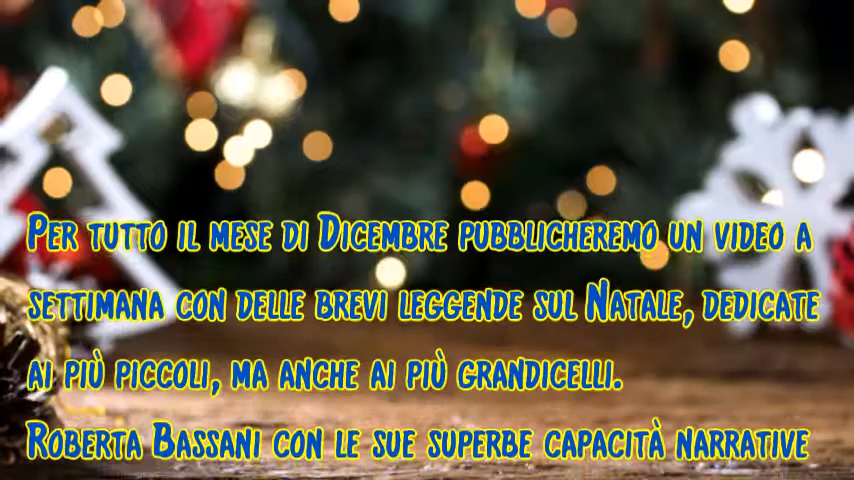 Per tutto il mese di Dicembre pubblicheremo un video a
settimana con delle brevi leggende sul Natale, dedicate
ai più piccoli, ma anche ai più grandicelli.
Roberta Bassani con le sue superbe capacità narrative